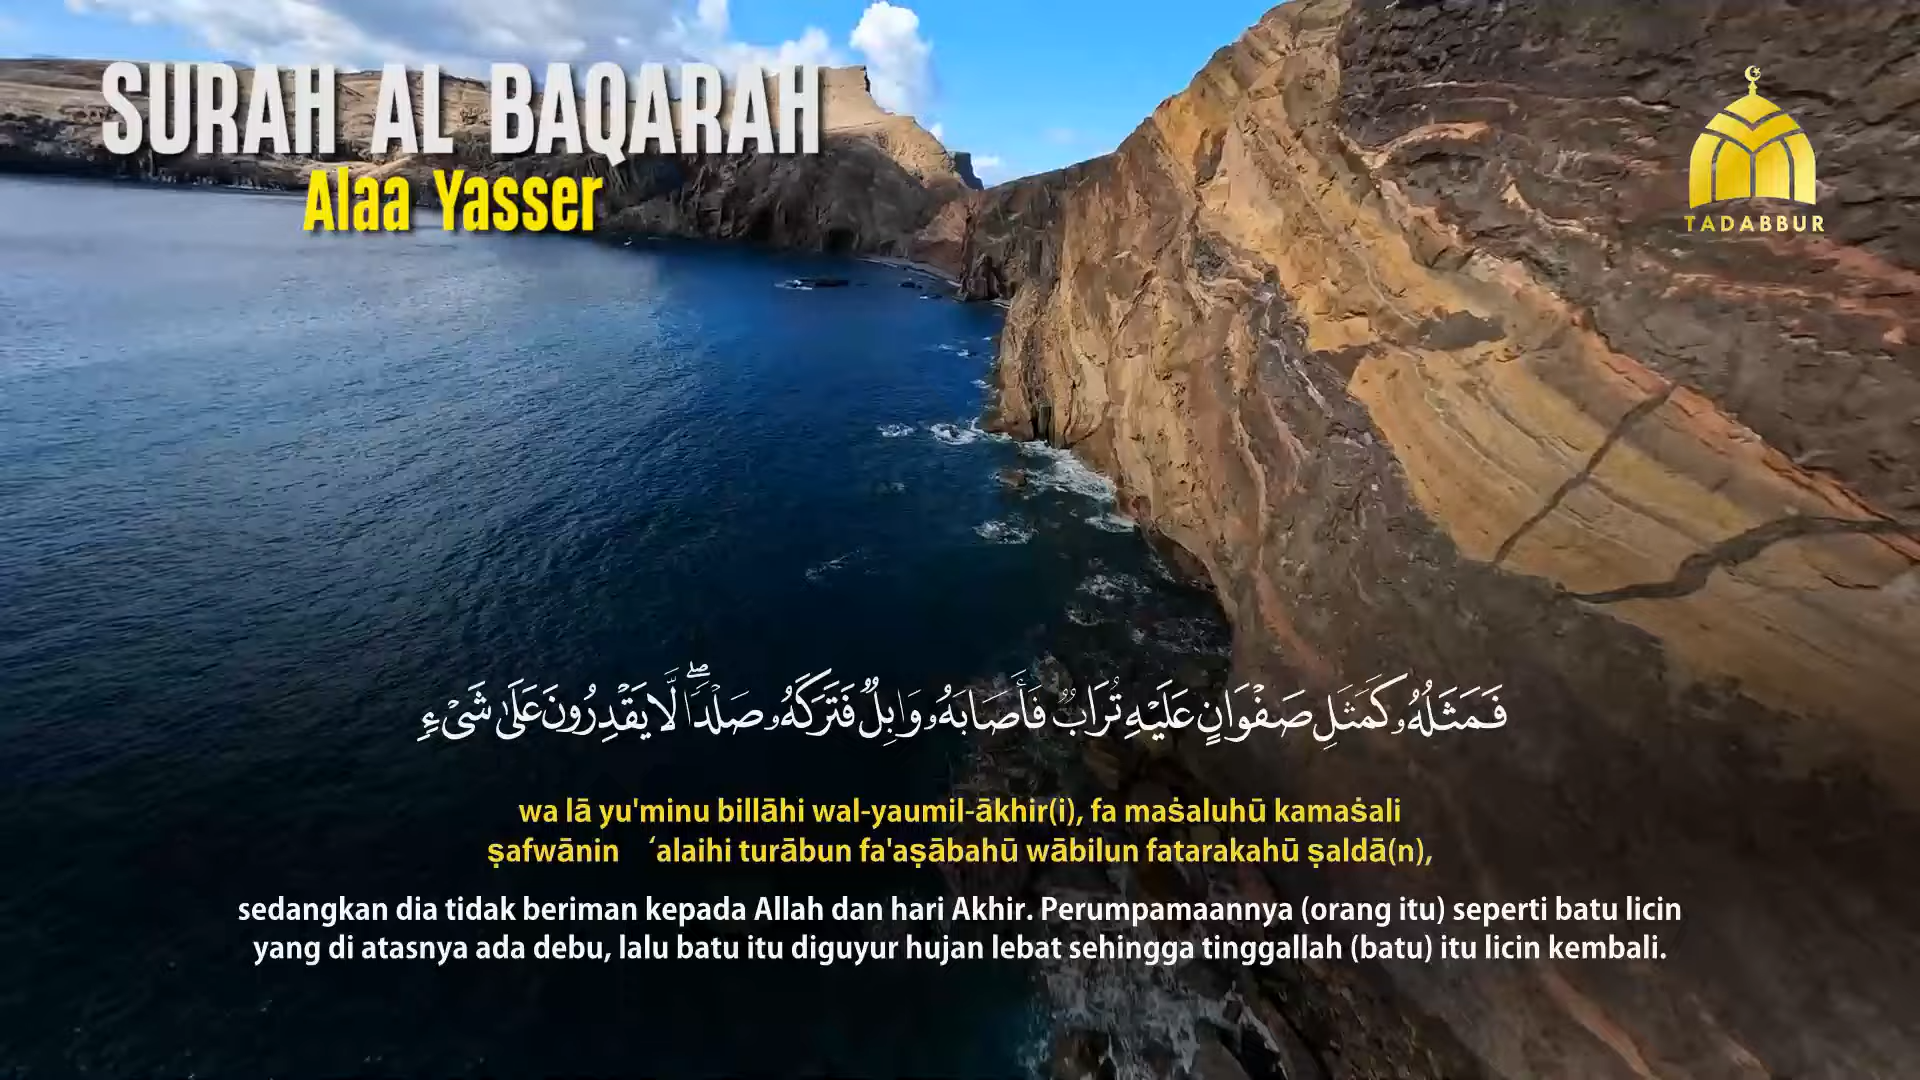 SURAH AL BAQARAH
Alaa Yasser
TADABBUR
فَمَثَلُهُۥ كَمَثَلِ صَفْوَانٍ عَلَيْهِ تُرَابٌ فَأَصَابَهُۥ وَابِلٌ فَتَرَكَهُۥ صَلْدًا ۖ لَّا يَقْدِرُونَ عَلَىٰ شَىْءٍ
wa lā yu'minu billāhi wal-yaumil-ākhir(i), fa maṡaluhū kamaṡali
ṣafwānin ‘alaihi turābun fa'aṣābahū wābilun fatarakahū ṣaldā(n),
sedangkan dia tidak beriman kepada Allah dan hari Akhir. Perumpamaannya (orang itu) seperti batu licin
yang di atasnya ada debu, lalu batu itu diguyur hujan lebat sehingga tinggallah (batu) itu licin kembali.